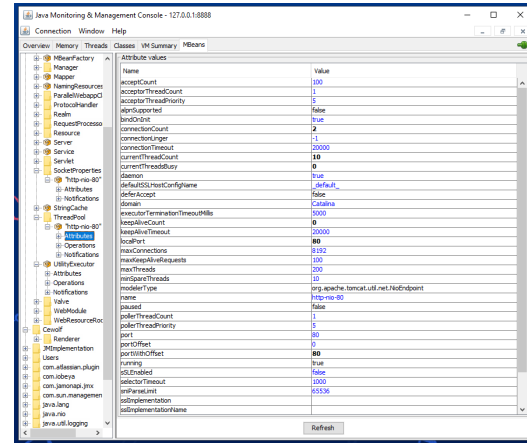 Java Monitoring & Management Console - 127.0.0.1:8888
Connection Window Help
Overview Memory Threads Classes VM Summary MBeans
MBeanFactory
Manager
Mapper
NamingResources
ParallelWebappCl
ProtocolHandler
Realm
RequestProcesso
Resource
Server
Service
Servlet
SocketProperties
"http-nio-80"
Attributes
Notifications
StringCache
ThreadPool
"http-nio-80"
Attributes
Operations
Notifications
UtilityExecutor
Attributes
Operations
Notifications
Valve
WebModule
WebResourceRoo
Cewolf
Renderer
JMImplementation
Users
com.atlassian.plugin
com.iobeya
com.jamonapi.jmx
com.sun.managemen
java.lang
java.nio
java.util.logging
Attribute values
Name Value
acceptCount 100
acceptorThreadCount 1
acceptorThreadPriority 5
alpnSupported false
bindOnInit true
connectionCount 2
connectionLinger -1
connectionTimeout 20000
currentThreadCount 10
currentThreadsBusy 0
daemon true
defaultSSLHostConfigName _default_
deferAccept false
domain Catalina
executorTerminationTimeoutMillis 5000
keepAliveCount 0
keepAliveTimeout 20000
localPort 80
maxConnections 8192
maxKeepAliveRequests 100
maxThreads 200
minSpareThreads 10
modelerType org.apache.tomcat.util.net.NioEndpoint
name http-nio-80
paused false
pollerThreadCount 1
pollerThreadPriority 5
port 80
portOffset 0
portWithOffset 80
running true
sSLEnabled false
selectorTimeout 1000
sniParseLimit 65536
sslImplementation
sslImplementationName
Refresh